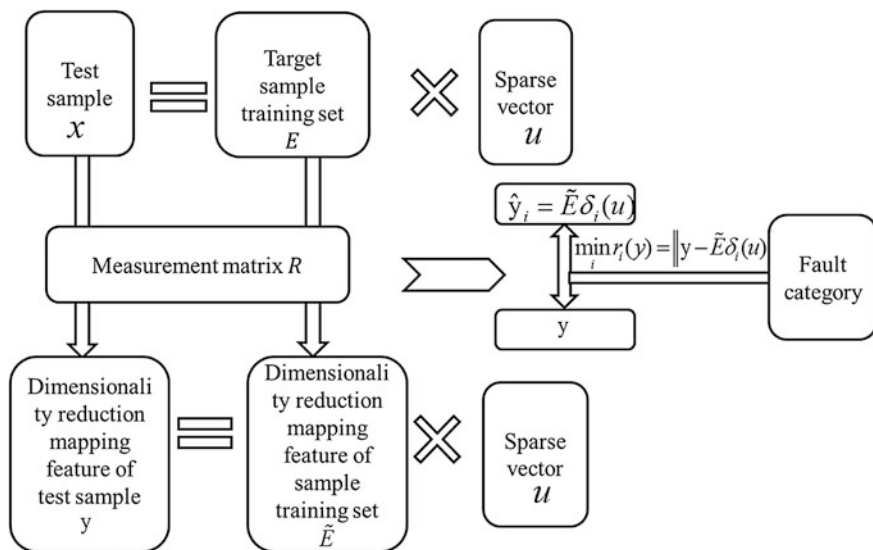 Test
sample
x
Target
sample
training set
E
Sparse
vector
u
Measurement matrix R
ŷ_i = Ẽδ_i(u)
min_i r_i(y) = ‖y − Ẽδ_i(u)
y
Fault
category
Dimensionali
ty reduction
mapping
feature of
test sample
y
Dimensionali
ty reduction
mapping
feature of
sample
training set
Ẽ
Sparse
vector
u